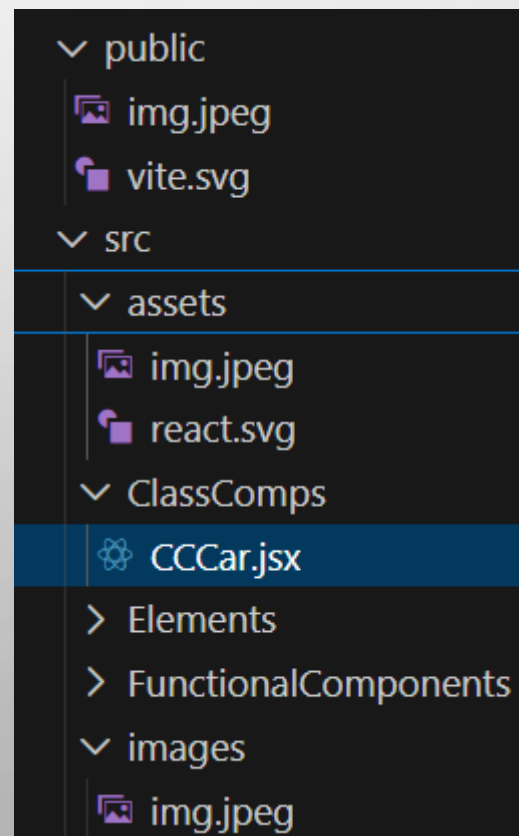 public
img.jpeg
vite.svg
src
assets
img.jpeg
react.svg
ClassComps
CCCar.jsx
Elements
FunctionalComponents
images
img.jpeg